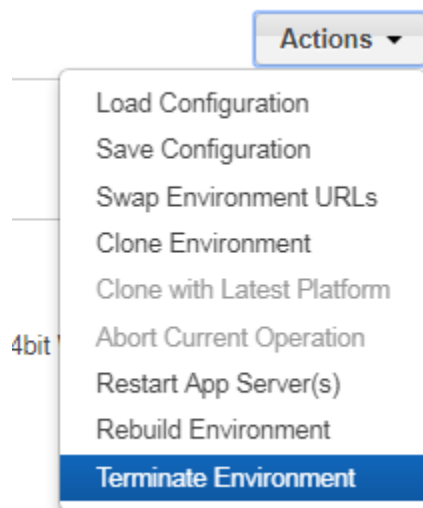 Actions
Load Configuration
Save Configuration
Swap Environment URLs
Clone Environment
Clone with Latest Platform
Abort Current Operation
4bit
Restart App Server(s)
Rebuild Environment
Terminate Environment